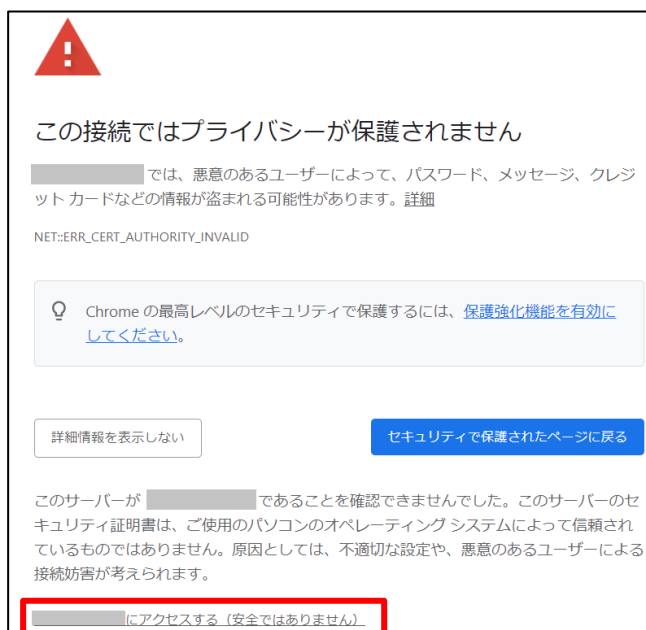 この接続ではプライバシーが保護されません
では、悪意のあるユーザーによって、パスワード、メッセージ、クレジ
ット カードなどの情報が盗まれる可能性があります。詳細
NET::ERR_CERT_AUTHORITY_INVALID
Chrome の最高レベルのセキュリティで保護するには、保護強化機能を有効に
してください。
詳細情報を表示しない
セキュリティで保護されたページに戻る
このサーバーが であることを確認できませんでした。このサーバーのセ
キュリティ証明書は、ご使用のパソコンのオペレーティング システムによって信頼され
ているものではありません。原因としては、不適切な設定や、悪意のあるユーザーによる
接続妨害が考えられます。
にアクセスする（安全ではありません）